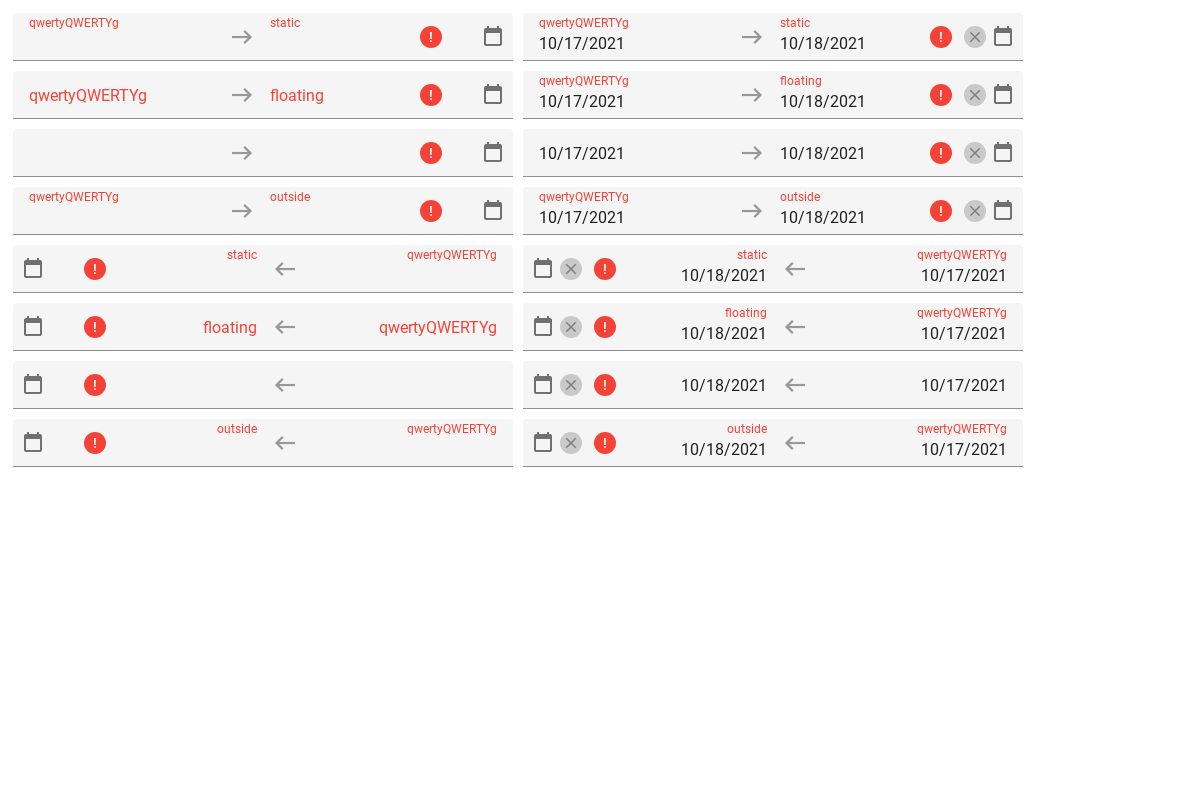 qwertyQWERTYg static qwertyQWERTYg static
10/17/2021 10/18/2021
qwertyQWERTYg floating qwertyQWERTYg floating
10/17/2021 10/18/2021
10/17/2021 10/18/2021
qwertyQWERTYg outside qwertyQWERTYg outside
10/17/2021 10/18/2021
static qwertyQWERTYg static qwertyQWERTYg
10/18/2021 10/17/2021
floating qwertyQWERTYg floating qwertyQWERTYg
10/18/2021 10/17/2021
10/18/2021 10/17/2021
outside qwertyQWERTYg outside qwertyQWERTYg
10/18/2021 10/17/2021